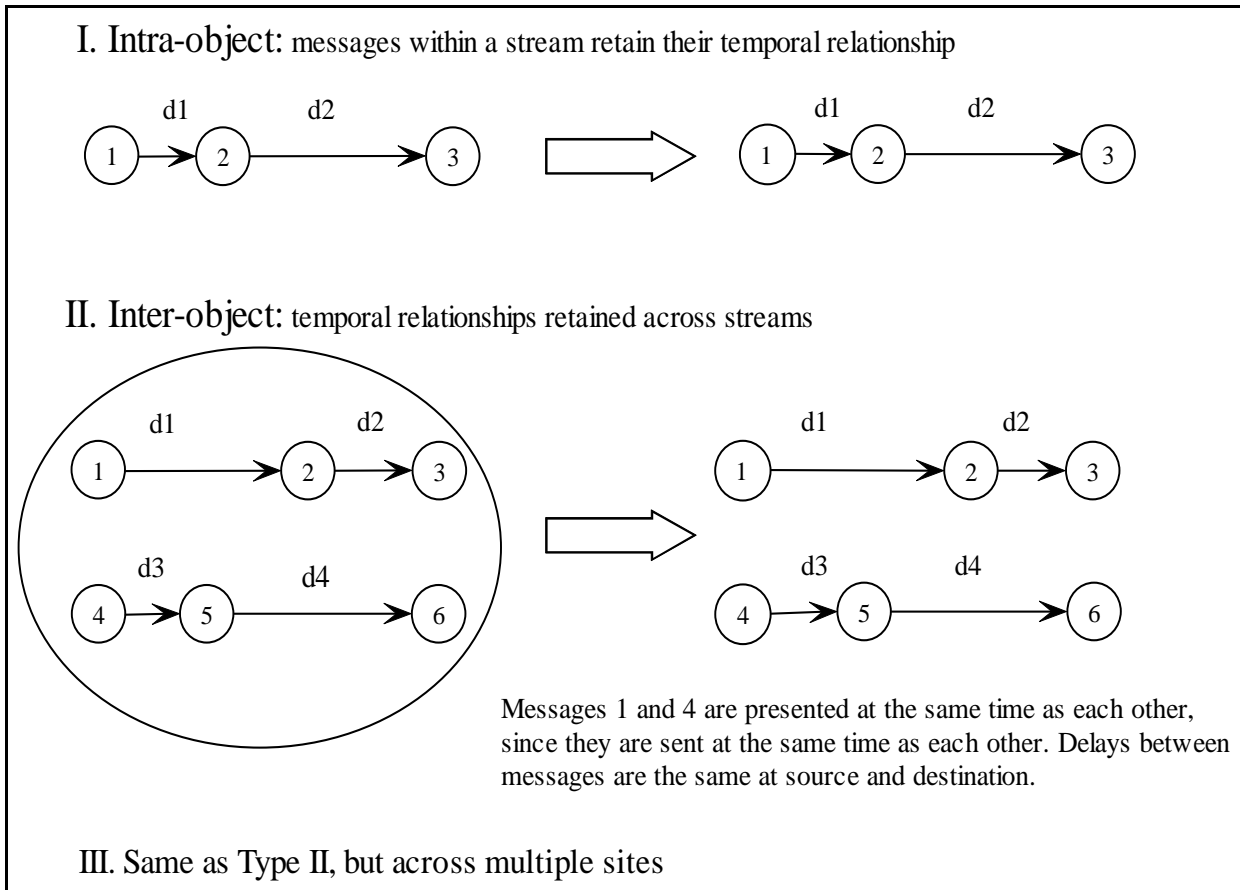 I. Intra-object: messages within a stream retain their temporal relationship
d1 d2 d1 d2
1 2 3 1 2 3
II. Inter-object: temporal relationships retained across streams
d1 d2 d1 d2
1 2 3 1 2 3
d3 d4 d3 d4
4 5 6 4 5 6
Messages 1 and 4 are presented at the same time as each other,
since they are sent at the same time as each other. Delays between
messages are the same at source and destination.
III. Same as Type II, but across multiple sites